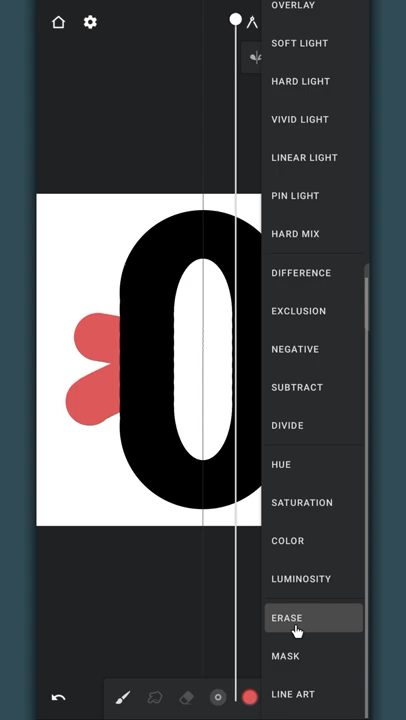 OVERLAY
SOFT LIGHT
HARD LIGHT
VIVID LIGHT
LINEAR LIGHT
PIN LIGHT
HARD MIX
DIFFERENCE
EXCLUSION
NEGATIVE
SUBTRACT
DIVIDE
HUE
SATURATION
COLOR
LUMINOSITY
ERASE
MASK
LINE ART
0